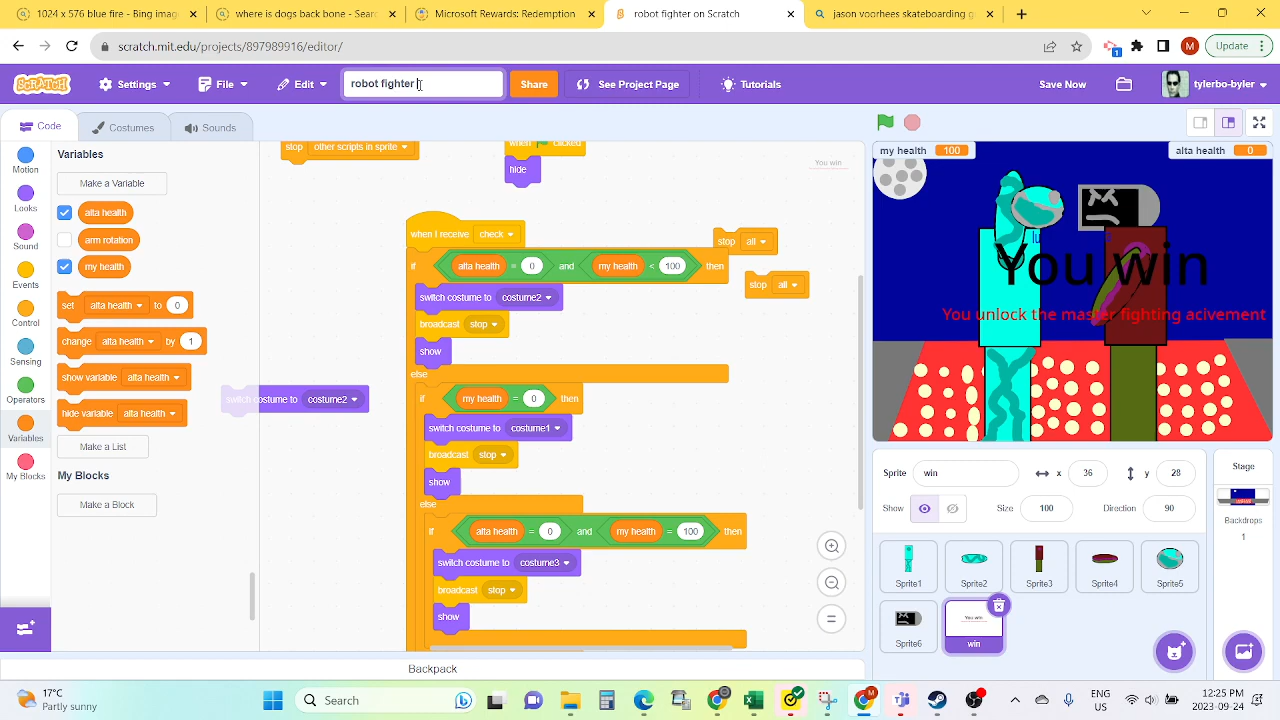 1024 x 500 - Big image
where is dogs back bone - Search
Microsoft Rewards - Redemption
robot fighter on Scratch
jason voorhees skateboarding g
scratch.mit.edu/projects/897989916/editor/
1
M
Update
SCRATCH
Settings
File
Edit
robot fighter
Share
See Project Page
Tutorials
Save Now
tylerbo-byler
Code
Costumes
Sounds
Motion
Looks
Sound
Events
Control
Sensing
Operators
Variables
My Blocks
Variables
Make a Variable
alta health
arm rotation
my health
set alta health to 0
change alta health by 1
show variable alta health
hide variable alta health
Make a List
My Blocks
Make a Block
stop other scripts in sprite
when clicked
hide
You win
when I receive check
if alta health = 0 and my health < 100 then
switch costume to costume2
broadcast stop
show
else
if my health = 0 then
switch costume to costume1
broadcast stop
show
else
if alta health = 0 and my health = 100 then
switch costume to costume3
broadcast stop
show
stop all
stop all
switch costume to costume2
Backpack
my health 100
alta health 0
You win
You unlock the master fighting acivement
Sprite win
x 36
y 28
Show
Size 100
Direction 90
Stage
Backdrops
1
Sprite1
Sprite2
Sprite3
Sprite4
Sprite5
Sprite6
You win
win
17°C
Partly sunny
Search
ENG
US
12:25 PM
2023-09-24